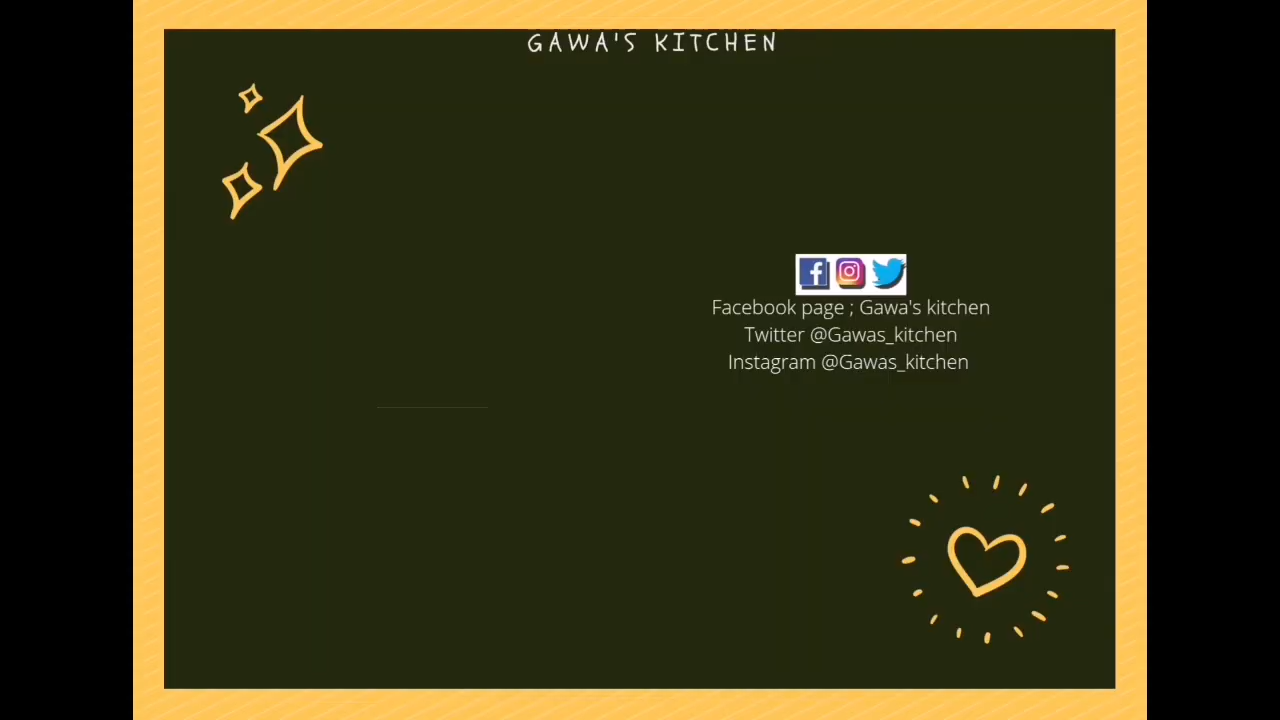 GAWA'S KITCHEN
Facebook page ; Gawa's kitchen
Twitter @Gawas_kitchen
Instagram @Gawas_kitchen